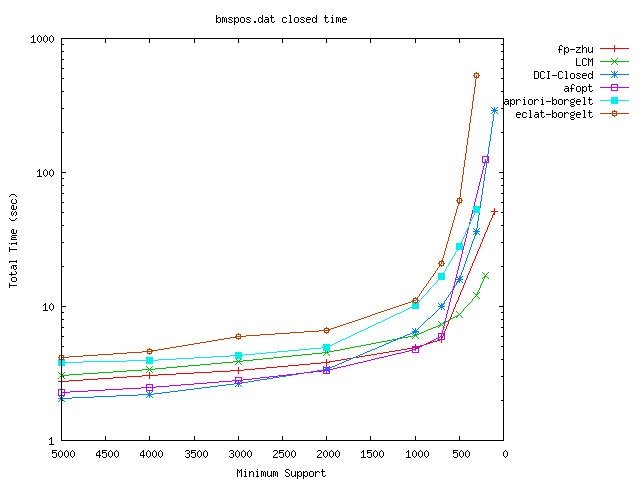 bmspos.dat closed time
1000
100
10
1
Total Time (sec)
5000 4500 4000 3500 3000 2500 2000 1500 1000 500 0
Minimum Support
fp-zhu
LCM
DCI-Closed
afopt
apriori-borgelt
eclat-borgelt